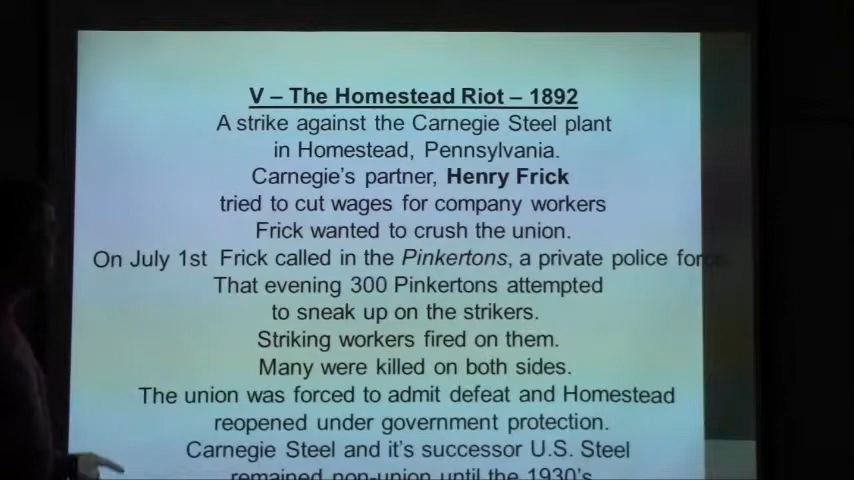 V – The Homestead Riot – 1892
A strike against the Carnegie Steel plant
in Homestead, Pennsylvania.
Carnegie's partner, Henry Frick
tried to cut wages for company workers
Frick wanted to crush the union.
On July 1st Frick called in the Pinkertons, a private police force
That evening 300 Pinkertons attempted
to sneak up on the strikers.
Striking workers fired on them.
Many were killed on both sides.
The union was forced to admit defeat and Homestead
reopened under government protection.
Carnegie Steel and it's successor U.S. Steel
remained non-union until the 1930's